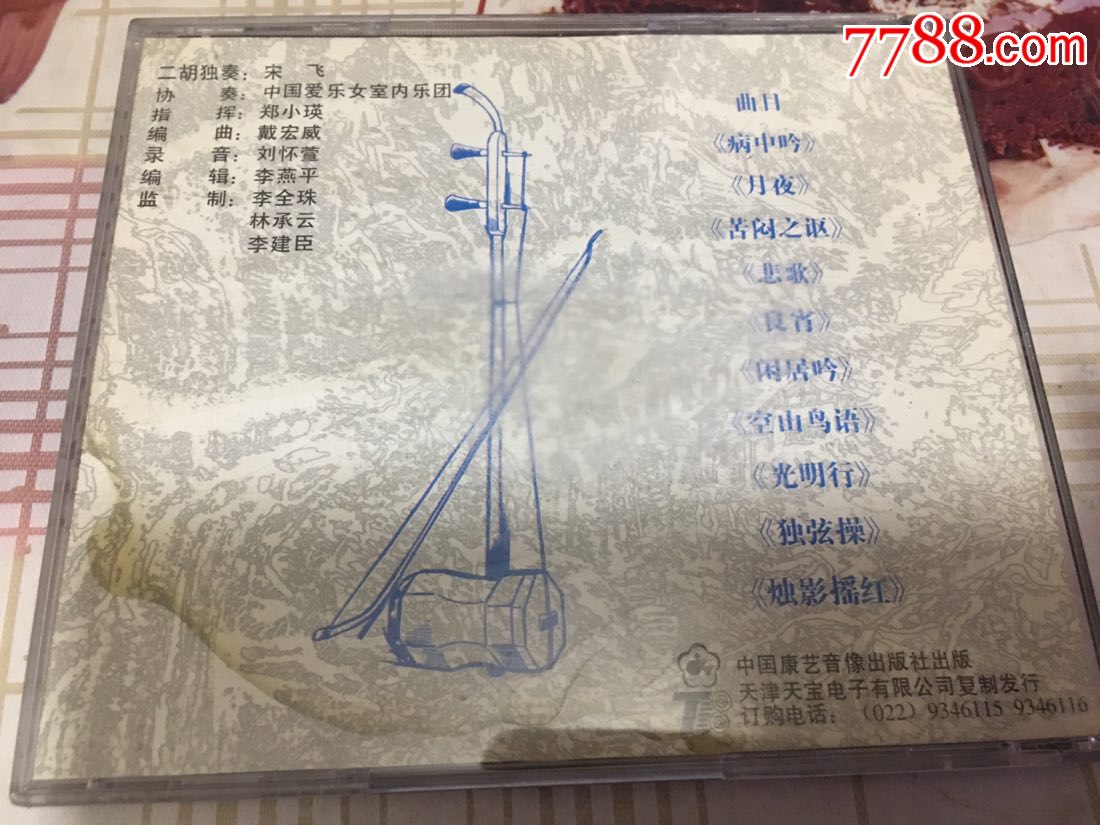 7788.com
二胡独奏：宋 飞
协 奏：中国爱乐女室内乐团
指 挥：郑小瑛
编 曲：戴宏威
录 音：刘怀萱
编 辑：李燕平
监 制：李全珠
林承云
李建臣
曲目
《病中吟》
《月夜》
《苦闷之讴》
《悲歌》
《良宵》
《闲居吟》
《空山鸟语》
《光明行》
《独弦操》
《烛影摇红》
中国康艺音像出版社出版
天津天宝电子有限公司复制发行
订购电话：（022）9346115 9346116